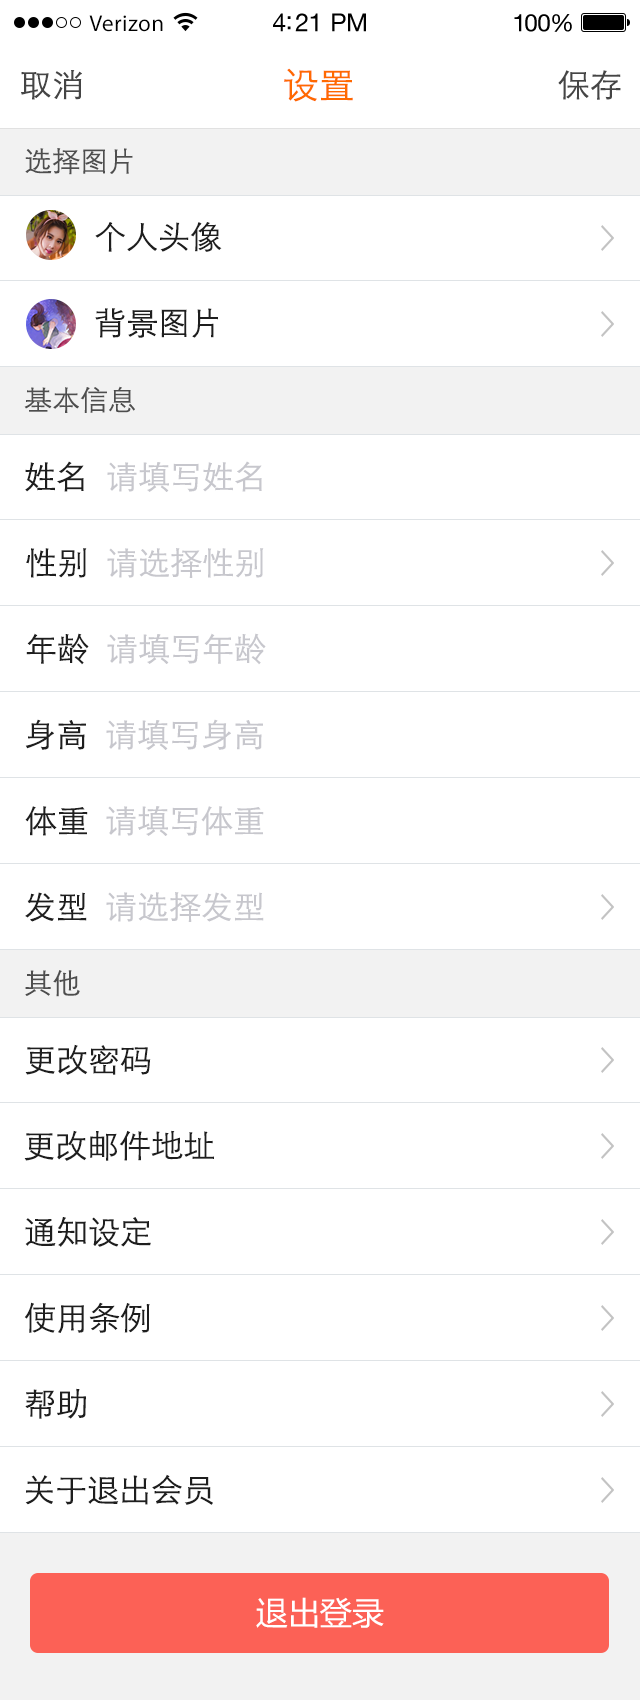 Verizon 4:21 PM 100%
取消 设置 保存
选择图片
个人头像
背景图片
基本信息
姓名 请填写姓名
性别 请选择性别
年龄 请填写年龄
身高 请填写身高
体重 请填写体重
发型 请选择发型
其他
更改密码
更改邮件地址
通知设定
使用条例
帮助
关于退出会员
退出登录